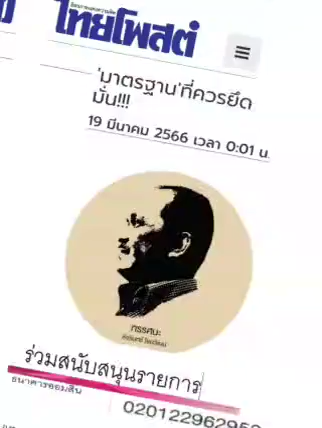 ไทยโพสต์
'มาตรฐาน'ที่ควรยึด
มั่น!!!
19 มีนาคม 2566 เวลา 0:01 น.
ทรรศนะ
ร่วมสนับสนุนรายการ
ธนาคารออมสิน